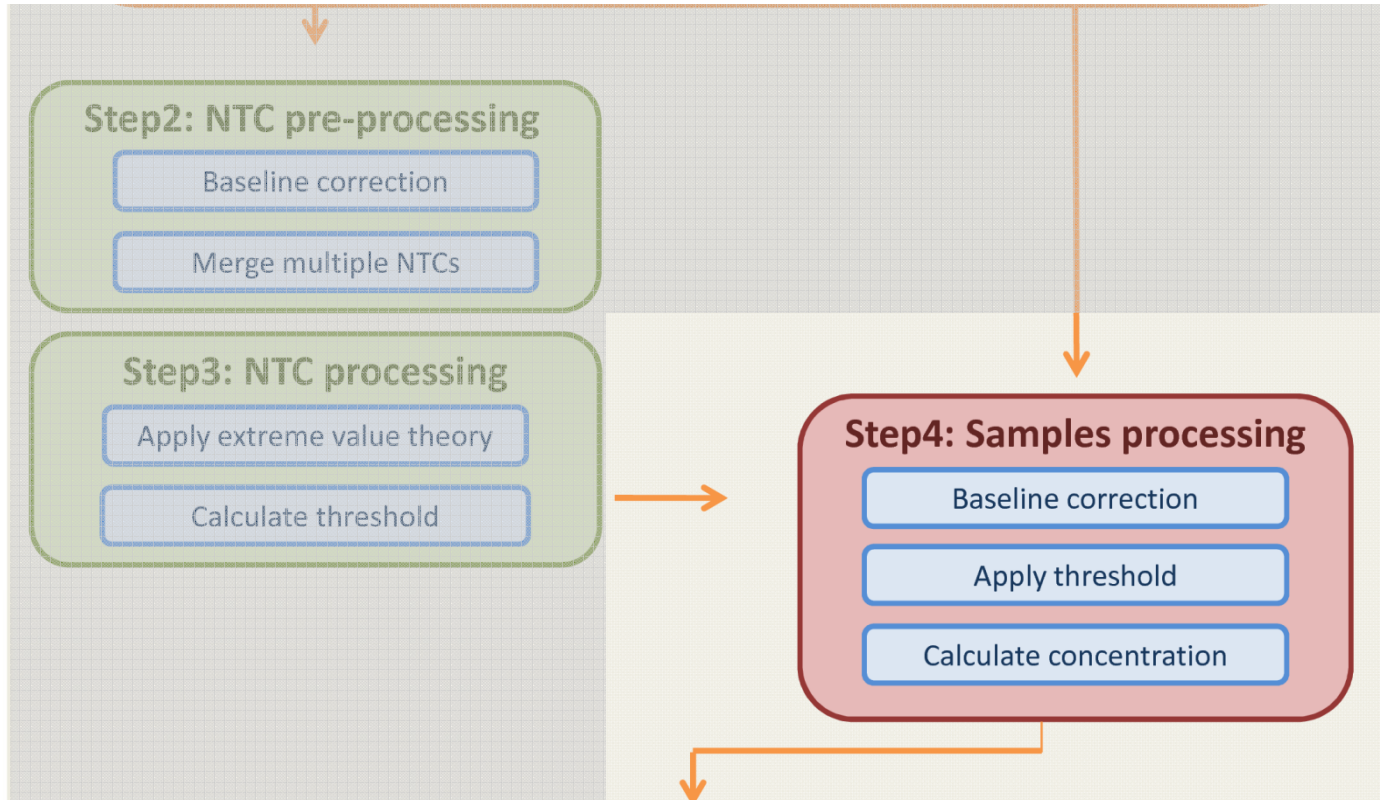 Step2: NTC pre-processing
Baseline correction
Merge multiple NTCs
Step3: NTC processing
Apply extreme value theory
Calculate threshold
Step4: Samples processing
Baseline correction
Apply threshold
Calculate concentration